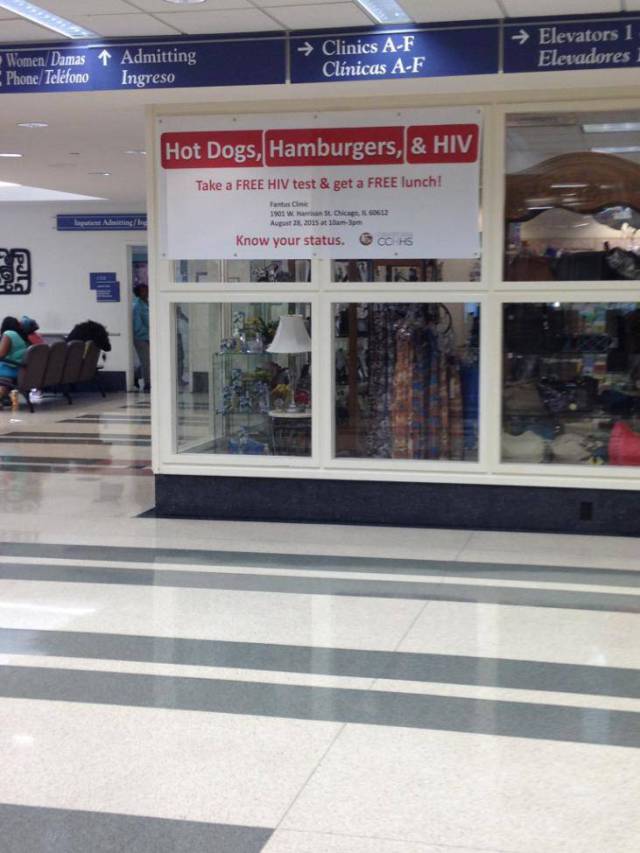 Women/Damas
Phone/Teléfono
↑ Admitting
Ingreso
→ Clinics A-F
Clínicas A-F
→ Elevators 1
Elevadores
Inpatient Admitting/
Hot Dogs, Hamburgers, & HIV
Take a FREE HIV test & get a FREE lunch!
Fantus Clinic
1901 W. Harrison St. Chicago, IL 60612
August 28, 2015 at 10am-3pm
Know your status.
CCHHS